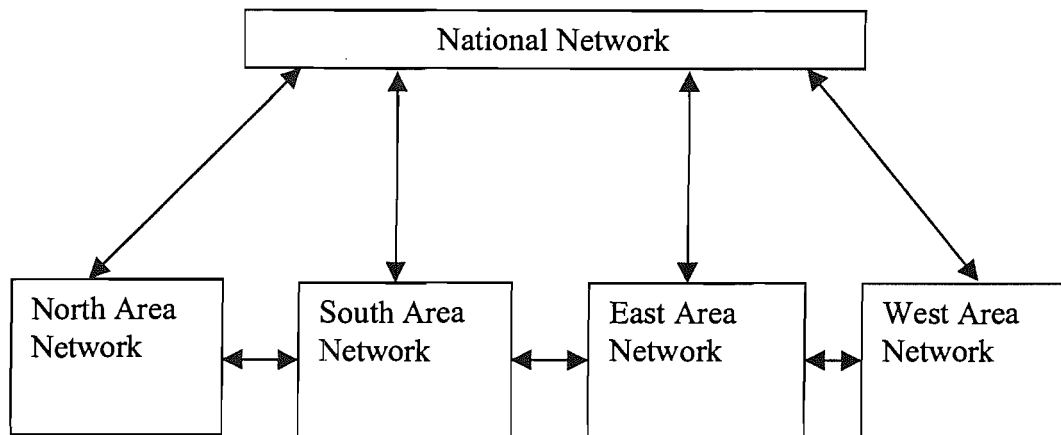 National Network
North Area
Network
South Area
Network
East Area
Network
West Area
Network